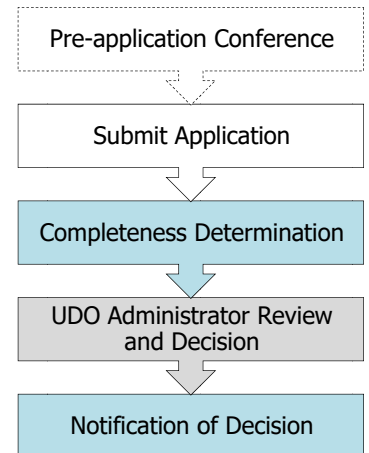 Pre-application Conference
Submit Application
Completeness Determination
UDO Administrator Review
and Decision
Notification of Decision